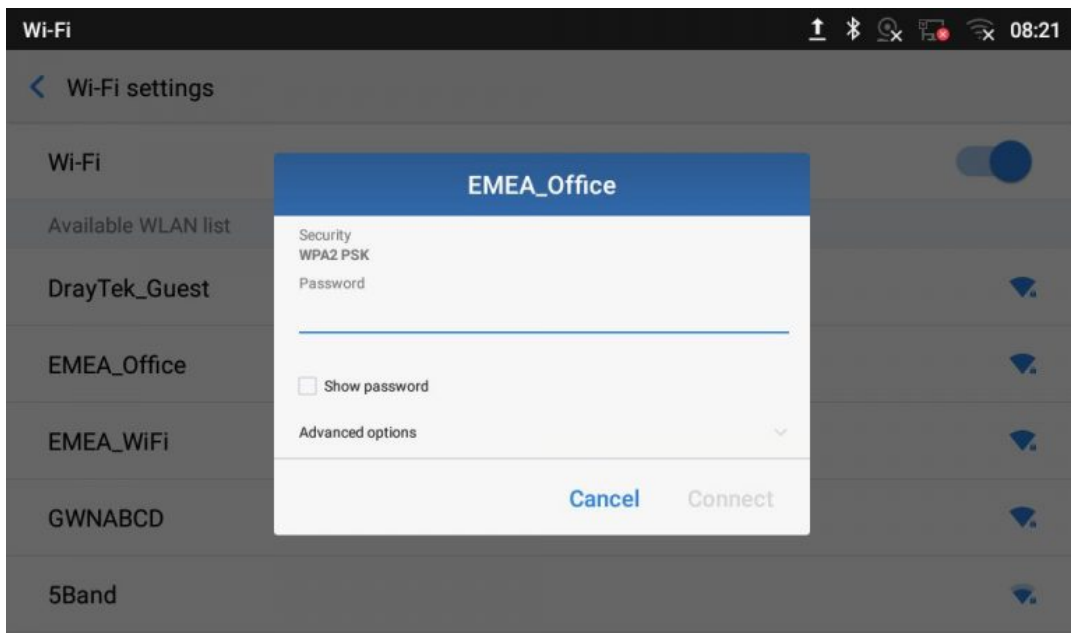 Wi-Fi 08:21
Wi-Fi settings
Wi-Fi
Available WLAN list
DrayTek_Guest
EMEA_Office
EMEA_WiFi
GWNABCD
5Band
EMEA_Office
Security
WPA2 PSK
Password
Show password
Advanced options
Cancel Connect